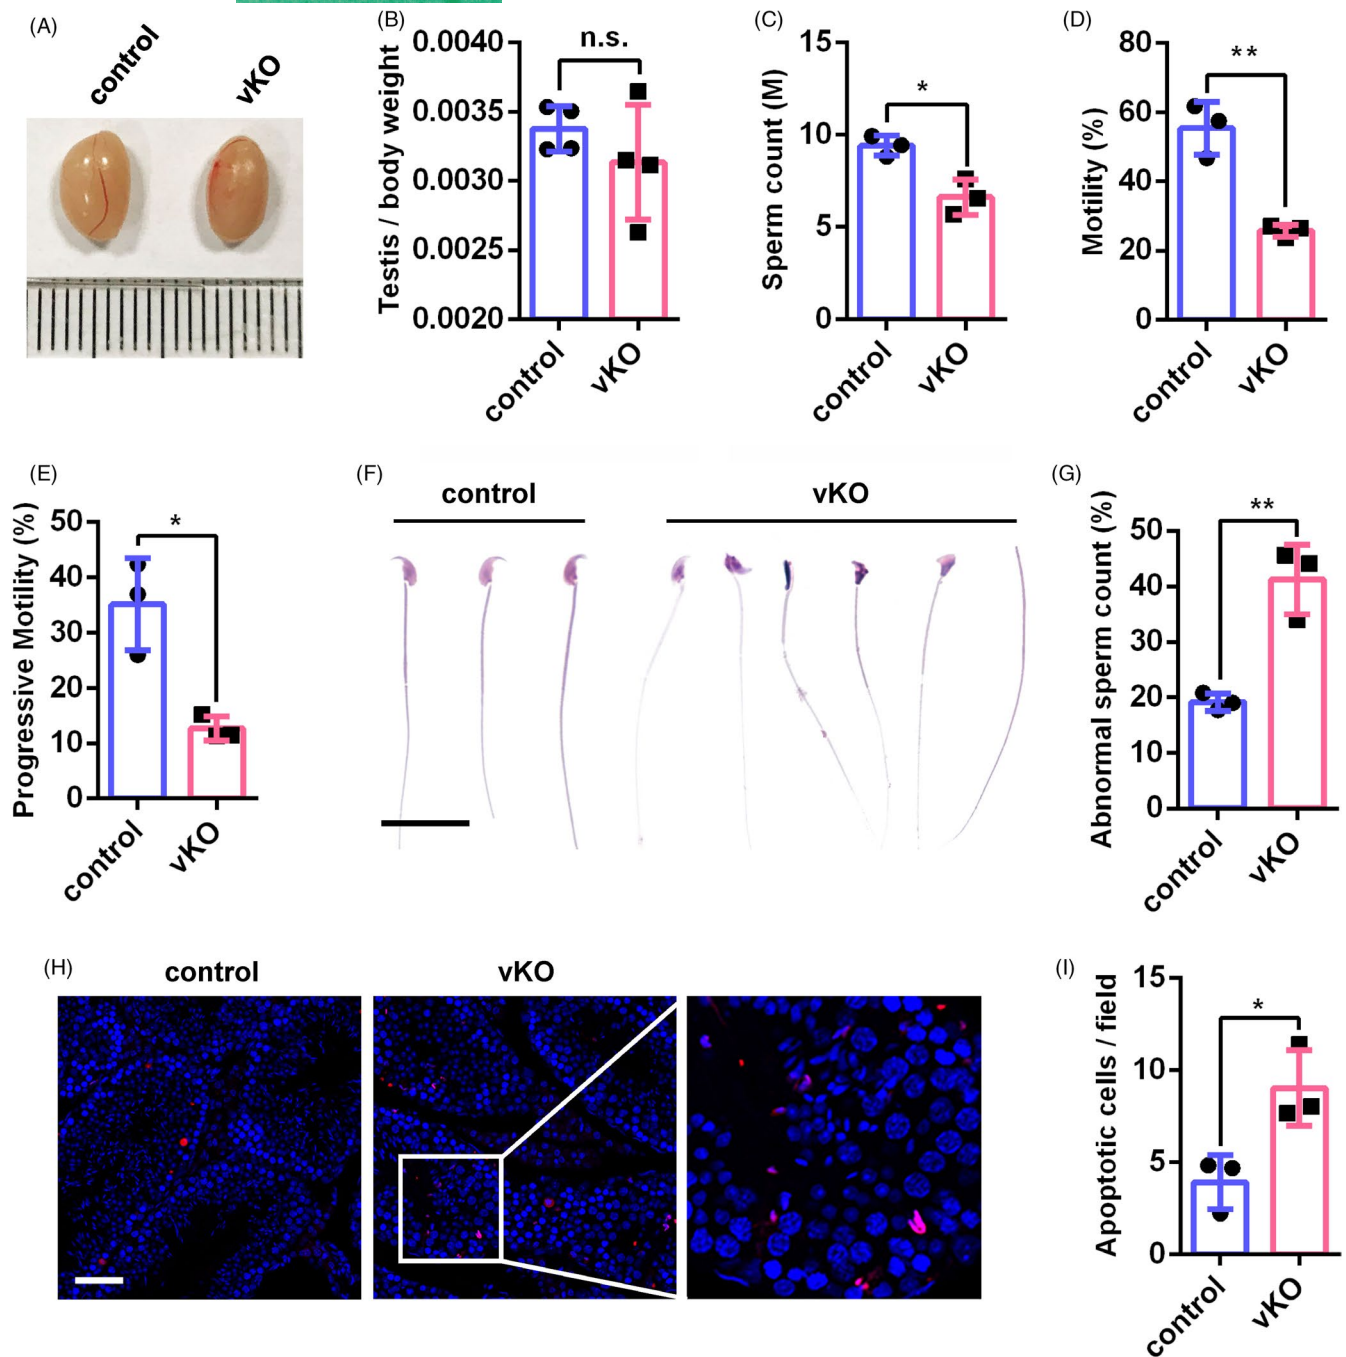 (A)
control
vKO
(B)
Testis / body weight
0.0040
0.0035
0.0030
0.0025
0.0020
n.s.
control
vKO
(C)
Sperm count (M)
15
10
5
0
*
control
vKO
(D)
Motility (%)
80
60
40
20
0
**
control
vKO
(E)
Progressive Motility (%)
50
40
30
20
10
0
*
control
vKO
(F)
control
vKO
(G)
Abnormal sperm count (%)
50
40
30
20
10
0
**
control
vKO
(H)
control
vKO
(I)
Apoptotic cells / field
15
10
5
0
*
control
vKO